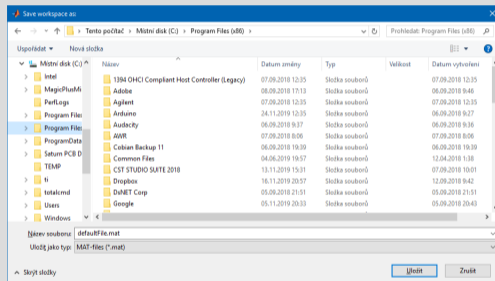 Save workspace as:
Tento počítač › Místní disk (C:) › Program Files (x86) ›
Prohledat: Program Files (x86)
Uspořádat Nová složka
Název Datum změny Typ Velikost Datum vytvoření
Místní disk (C:)
Intel
MagicPlusMi
PerfLogs
Program Files
Program Files
ProgramData
Saturn PCB D
TEMP
ti
totalcmd
Users
Windows
1394 OHCI Compliant Host Controller (Legacy) 07.09.2018 12:35 Složka souborů 07.09.2018 12:35
Adobe 08.09.2018 17:13 Složka souborů 06.09.2018 9:46
Agilent 07.09.2018 12:35 Složka souborů 07.09.2018 12:35
Arduino 24.11.2019 12:35 Složka souborů 06.09.2018 9:27
Audacity 06.09.2018 9:37 Složka souborů 06.09.2018 9:36
AWR 07.09.2018 8:06 Složka souborů 07.09.2018 8:06
Cobian Backup 11 06.09.2018 19:39 Složka souborů 06.09.2018 19:39
Common Files 04.06.2019 19:57 Složka souborů 12.04.2018 1:38
CST STUDIO SUITE 2018 13.11.2019 15:31 Složka souborů 07.09.2018 10:01
Dropbox 16.11.2019 20:57 Složka souborů 12.09.2018 9:42
DsNET Corp 05.09.2018 21:51 Složka souborů 05.09.2018 21:51
Google 05.11.2019 20:33 Složka souborů 05.09.2018 20:43
Název souboru: defaultFile.mat
Uložit jako typ: MAT-files (*.mat)
Skrýt složky
Uložit Zrušit